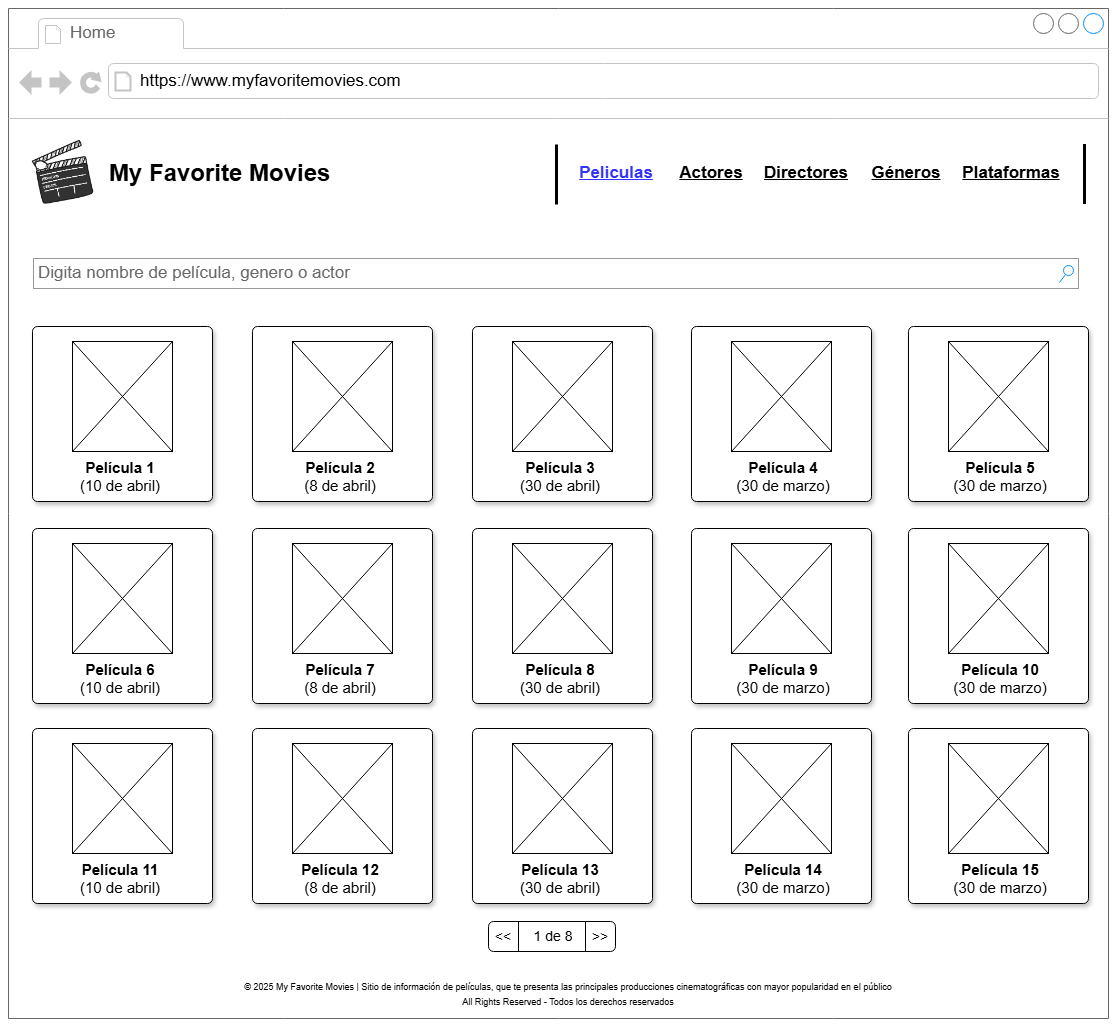 Home
https://www.myfavoritemovies.com
My Favorite Movies
Peliculas Actores Directores Géneros Plataformas
Digita nombre de película, genero o actor
Película 1 Película 2 Película 3 Película 4 Película 5
(10 de abril) (8 de abril) (30 de abril) (30 de marzo) (30 de marzo)
Película 6 Película 7 Película 8 Película 9 Película 10
(10 de abril) (8 de abril) (30 de abril) (30 de marzo) (30 de marzo)
Película 11 Película 12 Película 13 Película 14 Película 15
(10 de abril) (8 de abril) (30 de abril) (30 de marzo) (30 de marzo)
<< 1 de 8 >>
© 2025 My Favorite Movies | Sitio de información de películas, que te presenta las principales producciones cinematográficas con mayor popularidad en el público
All Rights Reserved - Todos los derechos reservados